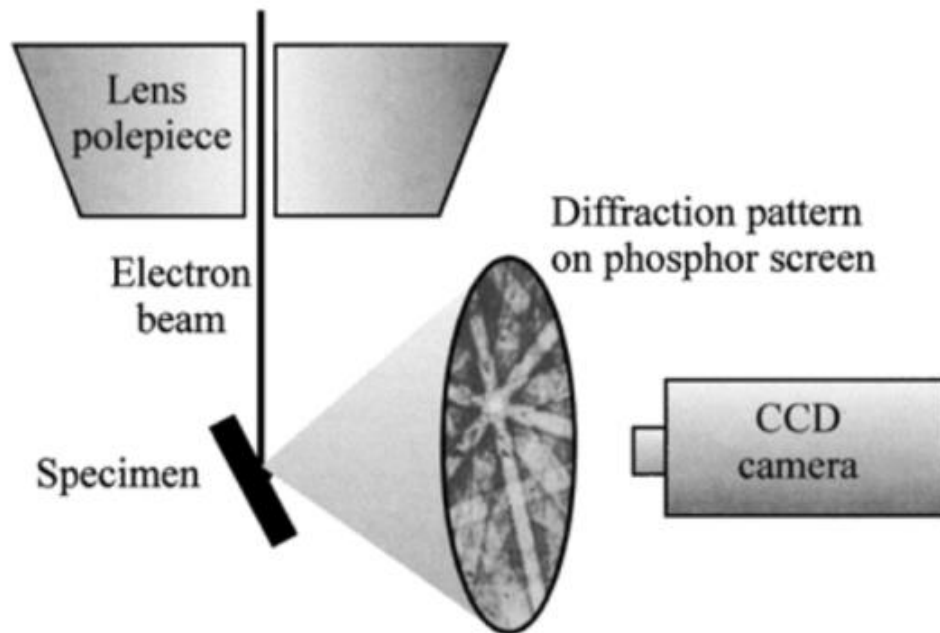 Lens
polepiece
Electron
beam
Specimen
Diffraction pattern
on phosphor screen
CCD
camera